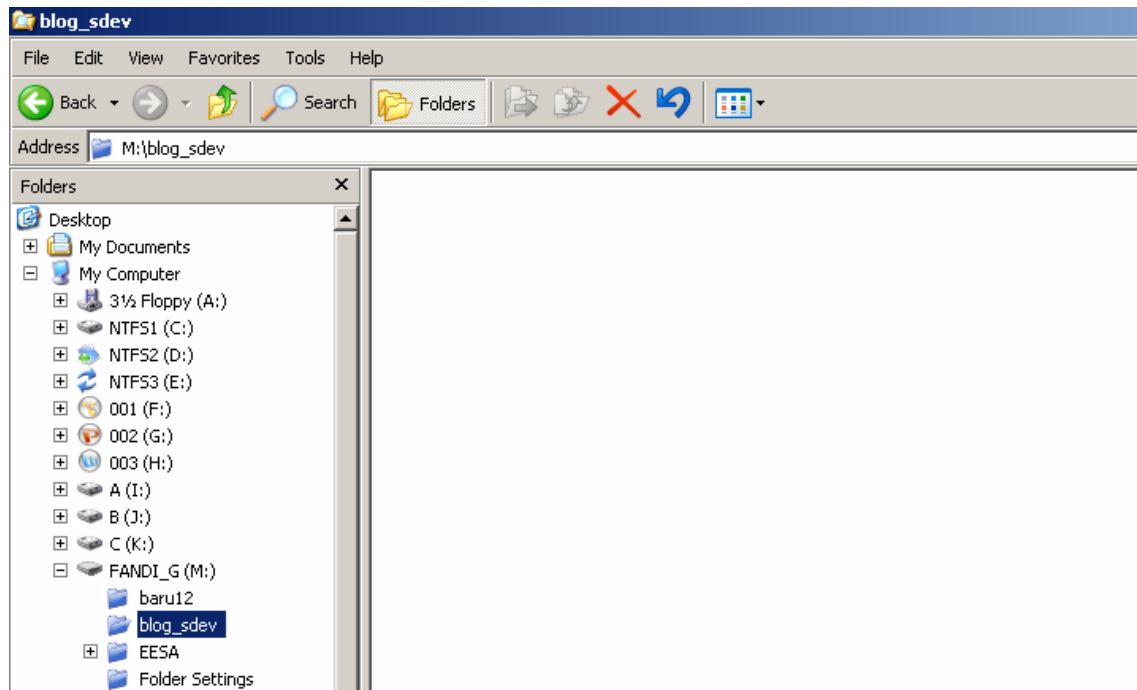 blog_sdev
File Edit View Favorites Tools Help
Back Search Folders
Address M:\blog_sdev
Folders
Desktop
My Documents
My Computer
3½ Floppy (A:)
NTFS1 (C:)
NTFS2 (D:)
NTFS3 (E:)
001 (F:)
002 (G:)
003 (H:)
A (I:)
B (J:)
C (K:)
FANDI_G (M:)
baru12
blog_sdev
EESA
Folder Settings